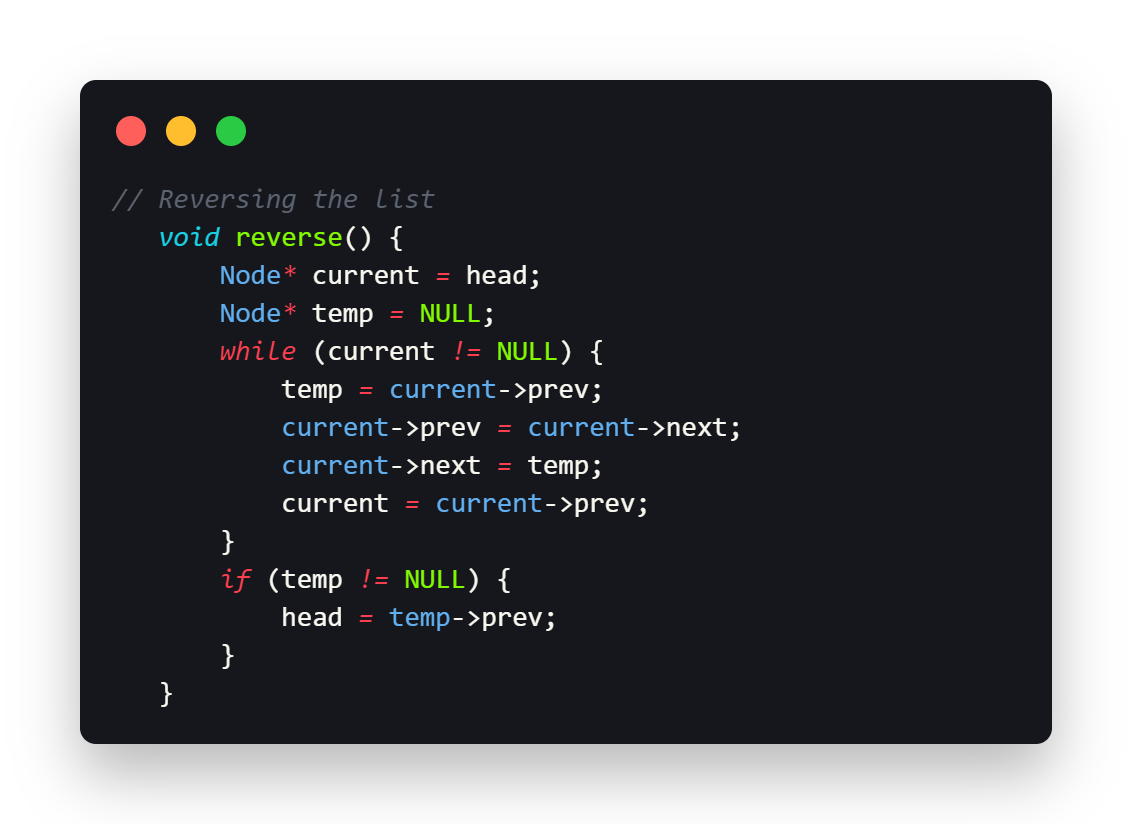 // Reversing the list
   void reverse() {
       Node* current = head;
       Node* temp = NULL;
       while (current != NULL) {
           temp = current->prev;
           current->prev = current->next;
           current->next = temp;
           current = current->prev;
       }
       if (temp != NULL) {
           head = temp->prev;
       }
   }